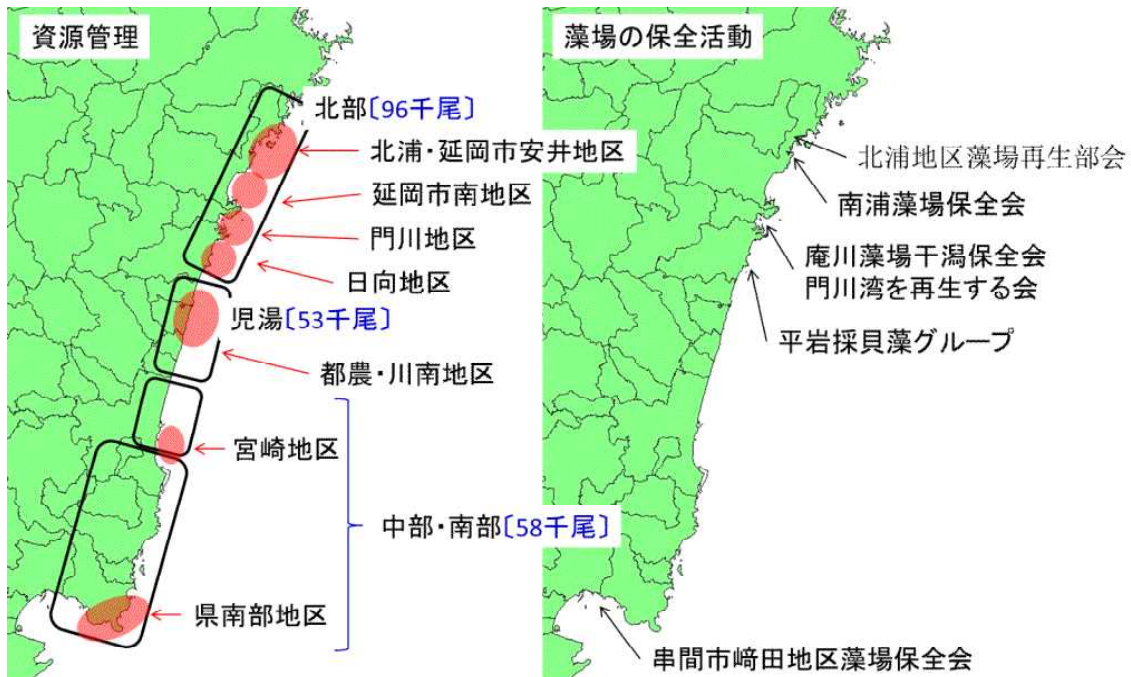 資源管理
北部〔96千尾〕
北浦・延岡市安井地区
延岡市南地区
門川地区
日向地区
児湯〔53千尾〕
都農・川南地区
宮崎地区
中部・南部〔58千尾〕
県南部地区
藻場の保全活動
北浦地区藻場再生部会
南浦藻場保全会
庵川藻場干潟保全会
門川湾を再生する会
平岩採貝藻グループ
串間市﨑田地区藻場保全会